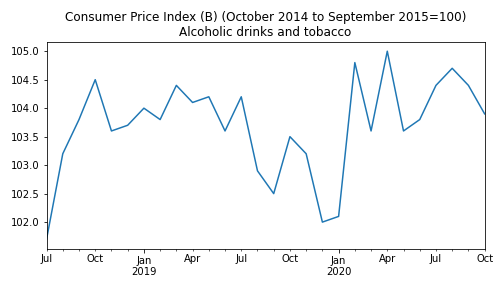 Consumer Price Index (B) (October 2014 to September 2015=100)
Alcoholic drinks and tobacco
105.0
104.5
104.0
103.5
103.0
102.5
102.0
Jul Oct Jan Apr Jul Oct Jan Apr Jul Oct
2019 2020